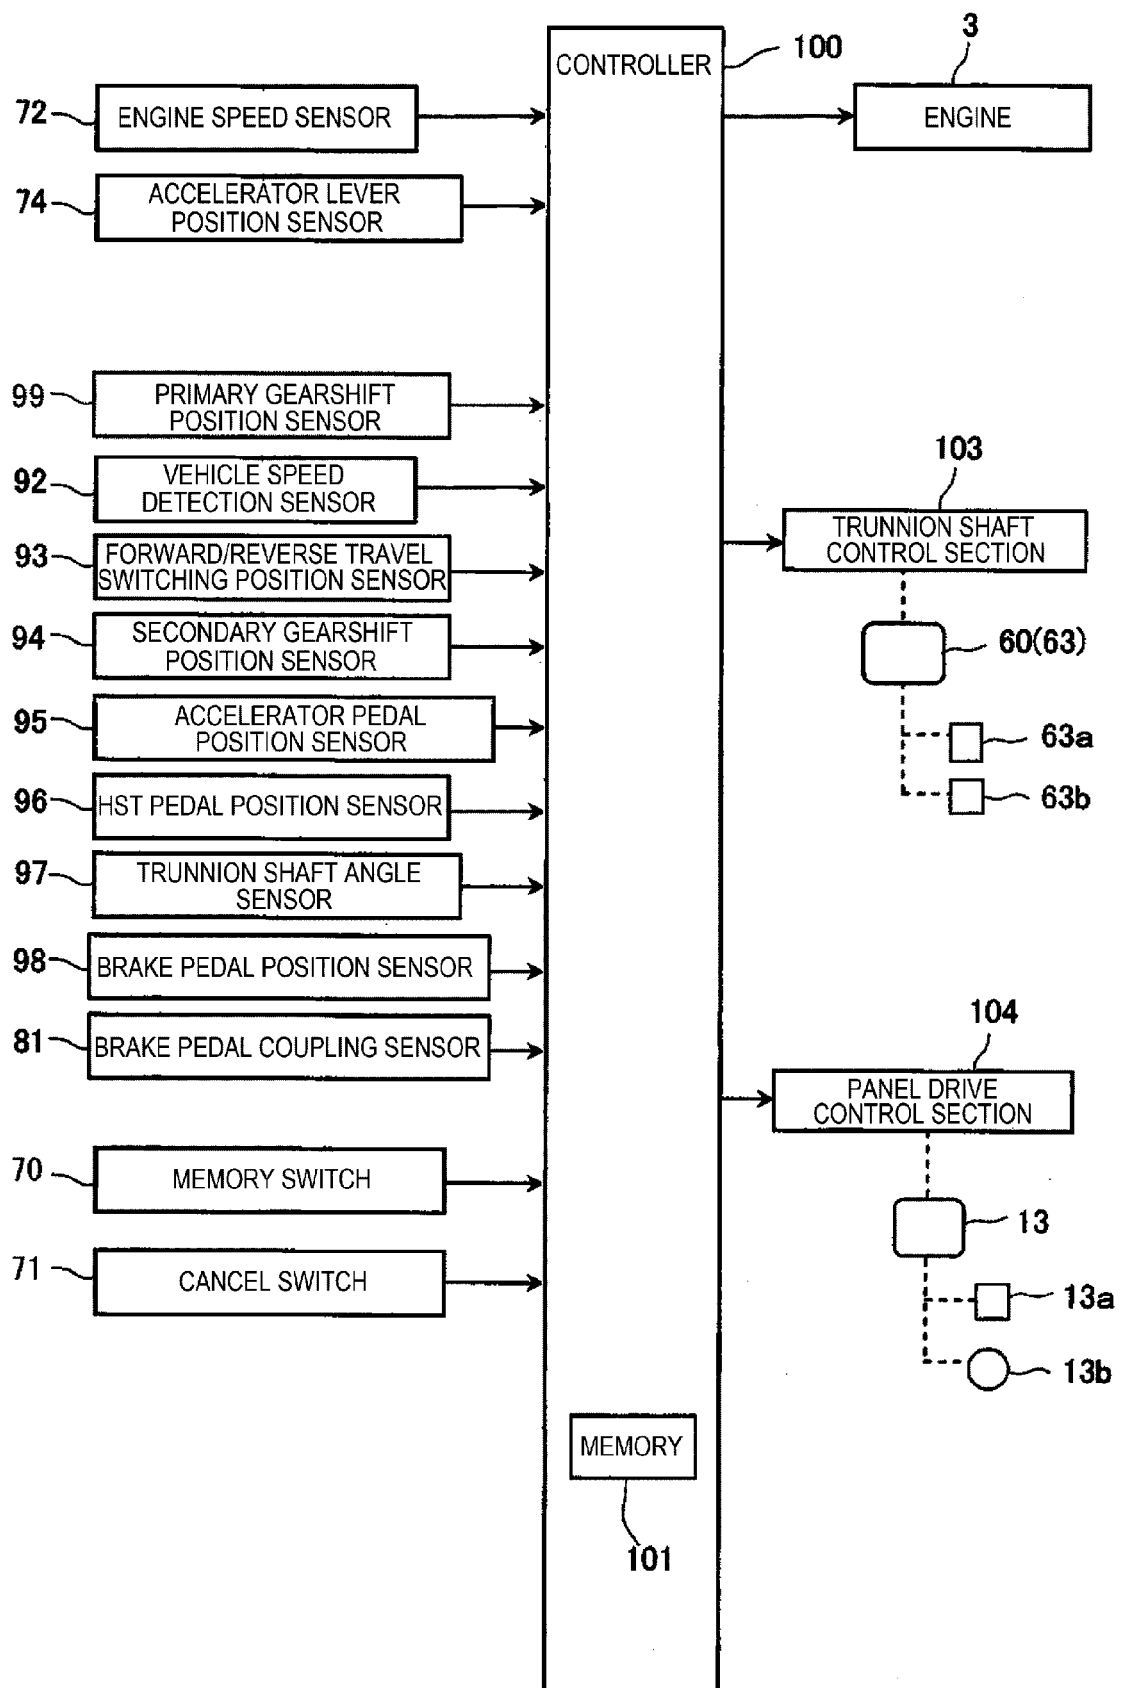 CONTROLLER
100
3
72
ENGINE SPEED SENSOR
ENGINE
74
ACCELERATOR LEVER
POSITION SENSOR
99
PRIMARY GEARSHIFT
POSITION SENSOR
92
VEHICLE SPEED
DETECTION SENSOR
103
TRUNNION SHAFT
CONTROL SECTION
93
FORWARD/REVERSE TRAVEL
SWITCHING POSITION SENSOR
94
SECONDARY GEARSHIFT
POSITION SENSOR
60(63)
95
ACCELERATOR PEDAL
POSITION SENSOR
63a
96
HST PEDAL POSITION SENSOR
63b
97
TRUNNION SHAFT ANGLE
SENSOR
98
BRAKE PEDAL POSITION SENSOR
81
BRAKE PEDAL COUPLING SENSOR
104
PANEL DRIVE
CONTROL SECTION
70
MEMORY SWITCH
13
71
CANCEL SWITCH
13a
13b
MEMORY
101